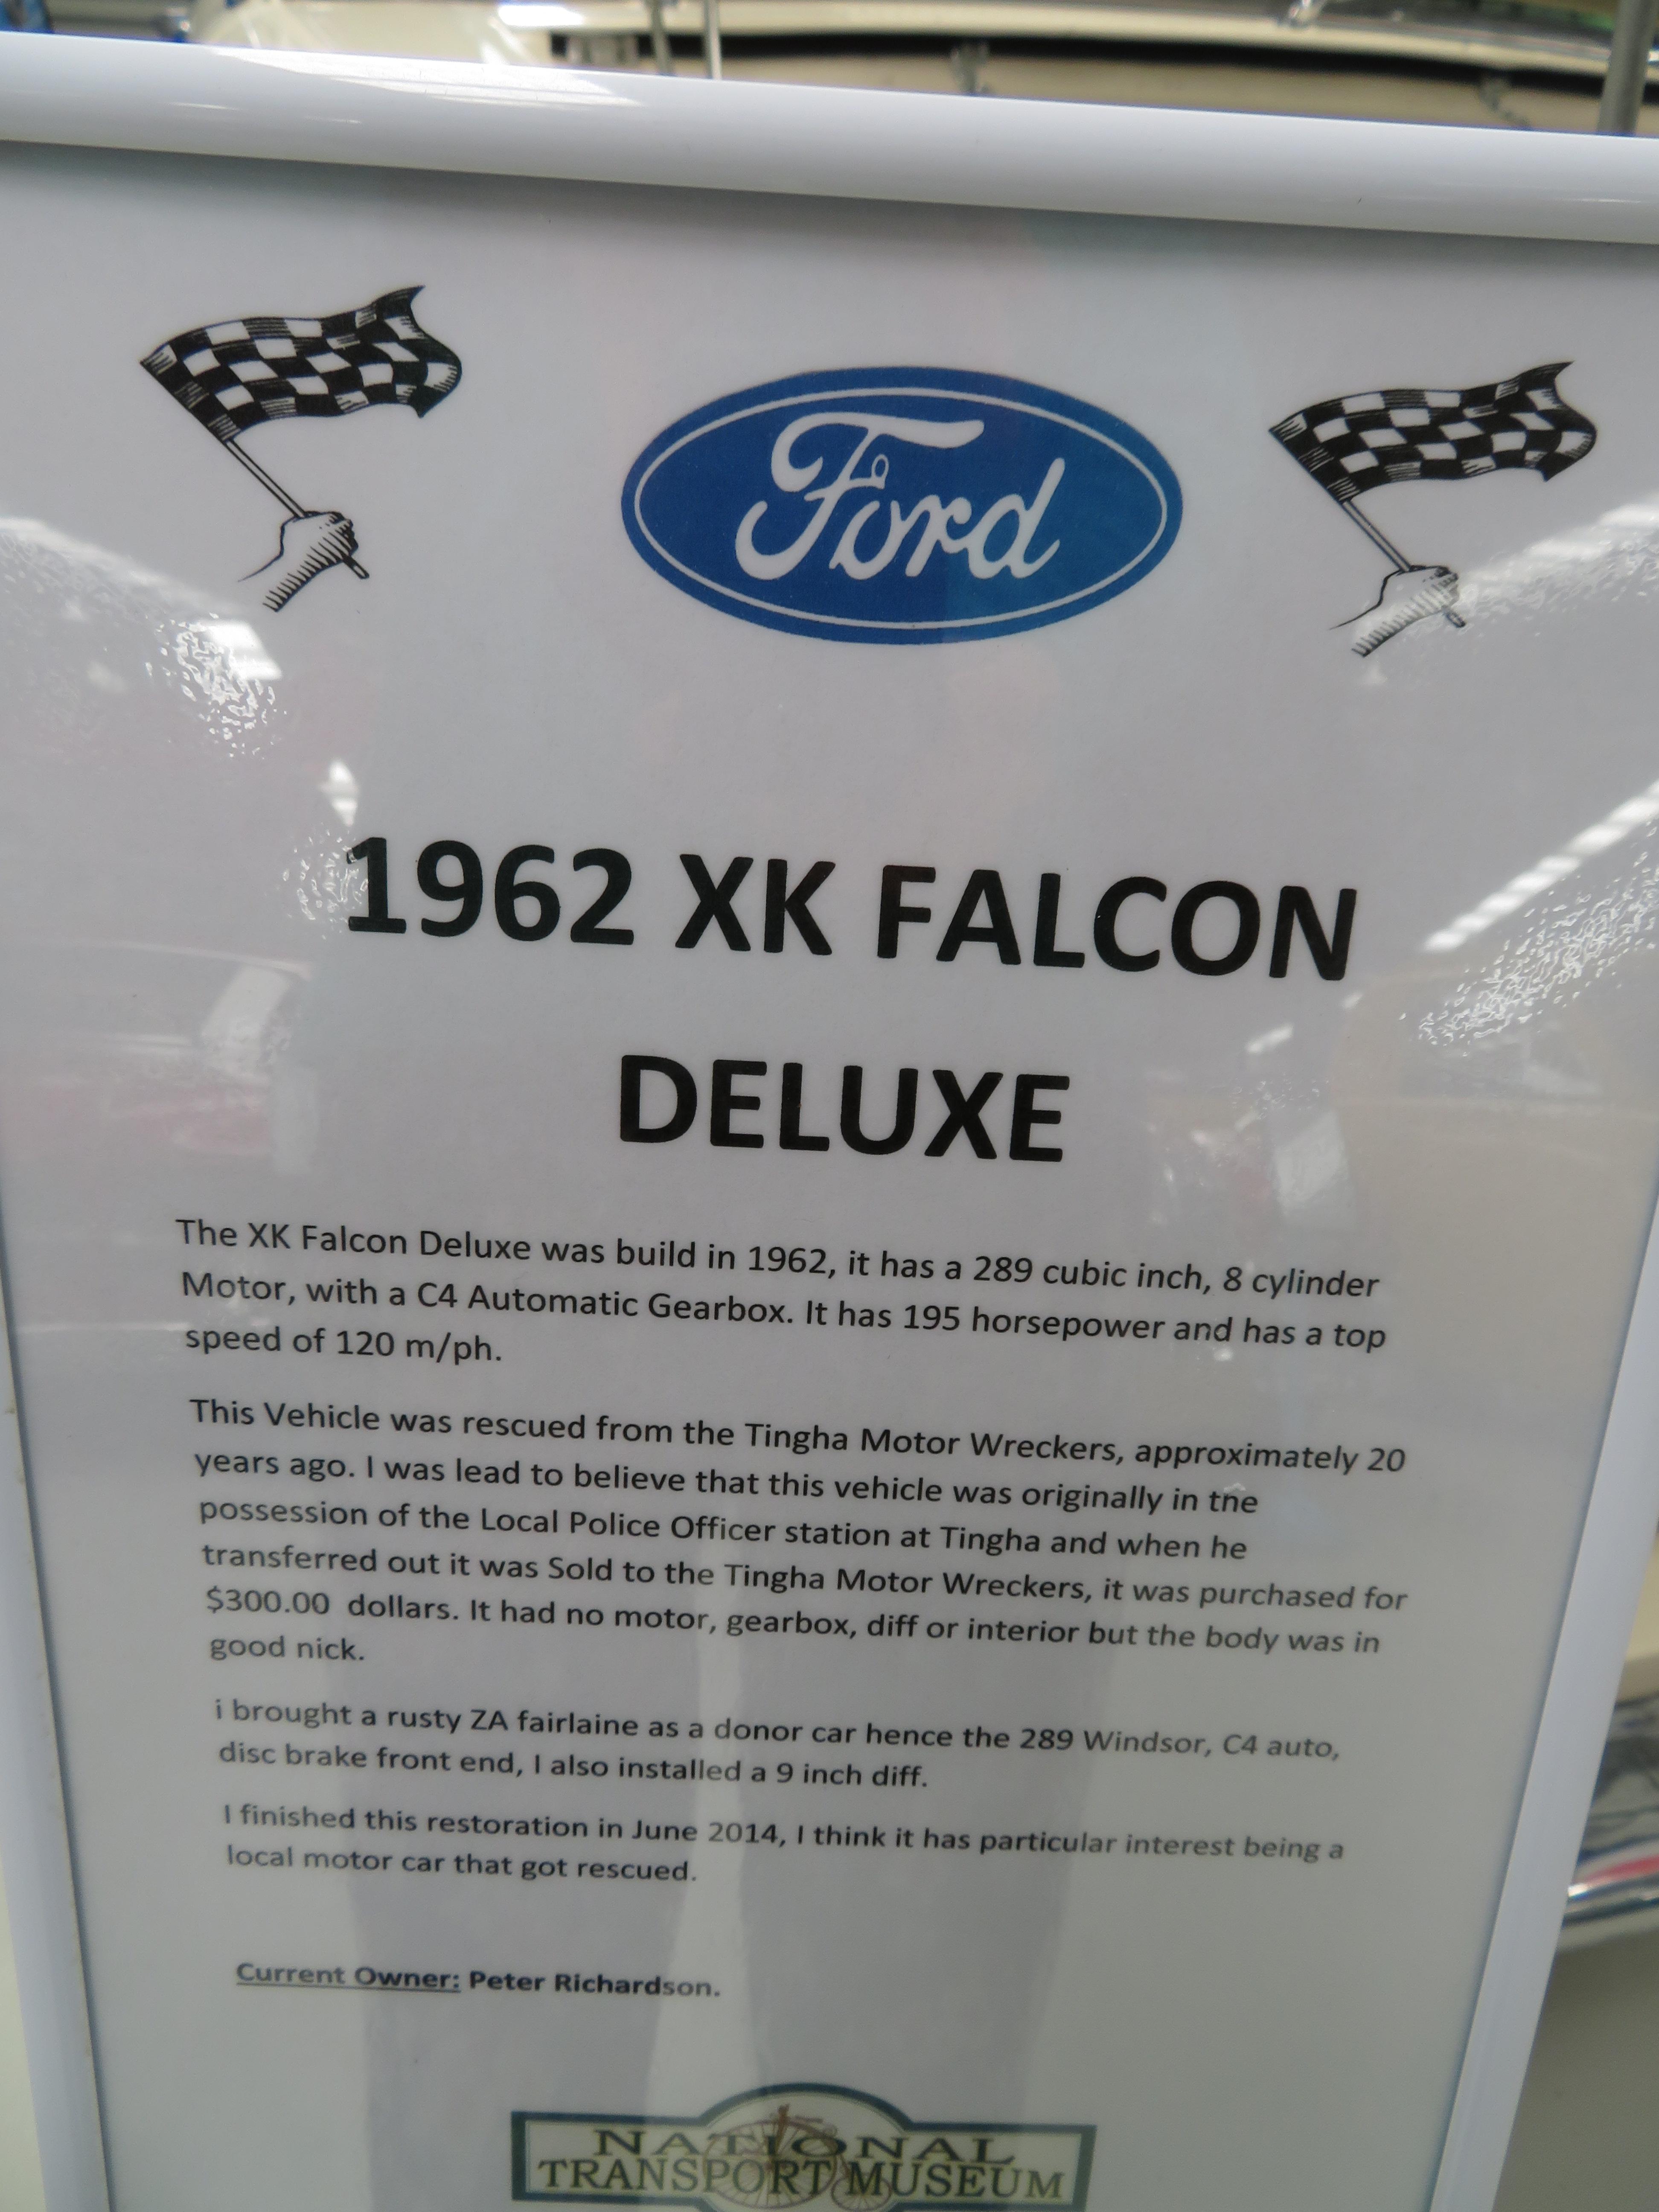 Ford
1962 XK FALCON
DELUXE
The XK Falcon Deluxe was build in 1962, it has a 289 cubic inch, 8 cylinder
Motor, with a C4 Automatic Gearbox. It has 195 horsepower and has a top
speed of 120 m/ph.
This Vehicle was rescued from the Tingha Motor Wreckers, approximately 20
years ago. I was lead to believe that this vehicle was originally in the
possession of the Local Police Officer station at Tingha and when he
transferred out it was Sold to the Tingha Motor Wreckers, it was purchased for
$300.00 dollars. It had no motor, gearbox, diff or interior but the body was in
good nick.
i brought a rusty ZA fairlaine as a donor car hence the 289 Windsor, C4 auto,
disc brake front end, I also installed a 9 inch diff.
I finished this restoration in June 2014, I think it has particular interest being a
local motor car that got rescued.
Current Owner: Peter Richardson.
NATIONAL
TRANSPORT MUSEUM